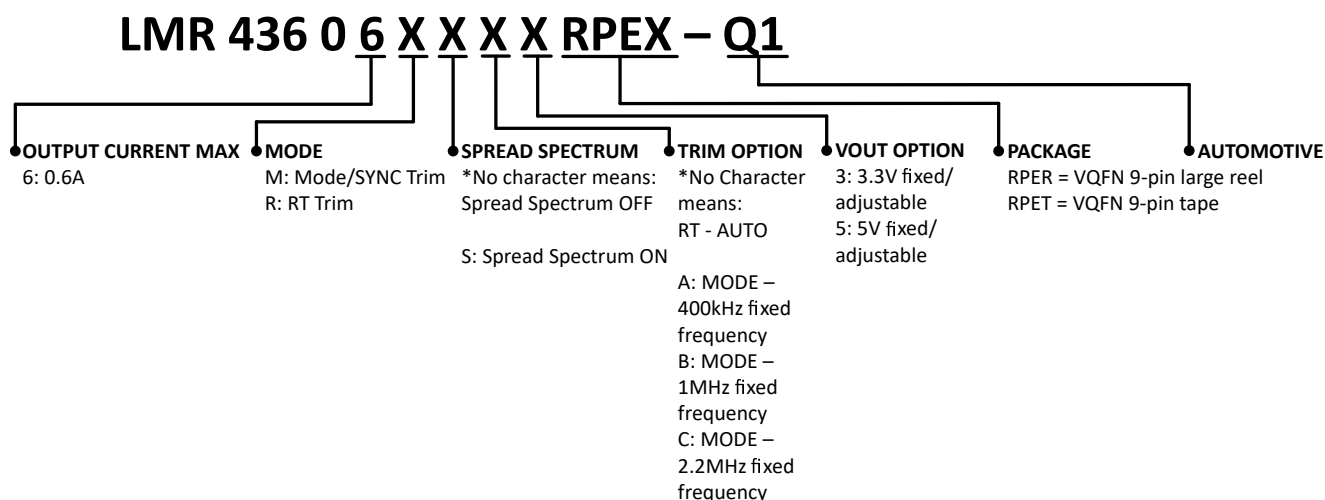 LMR 436 0 6 X X X X RPEX – Q1
OUTPUT CURRENT MAX
6: 0.6A
MODE
M: Mode/SYNC Trim
R: RT Trim
SPREAD SPECTRUM
*No character means:
Spread Spectrum OFF
S: Spread Spectrum ON
TRIM OPTION
*No Character
means:
RT - AUTO
A: MODE –
400kHz fixed
frequency
B: MODE –
1MHz fixed
frequency
C: MODE –
2.2MHz fixed
frequency
VOUT OPTION
3: 3.3V fixed/
adjustable
5: 5V fixed/
adjustable
PACKAGE
RPER = VQFN 9-pin large reel
RPET = VQFN 9-pin tape
AUTOMOTIVE